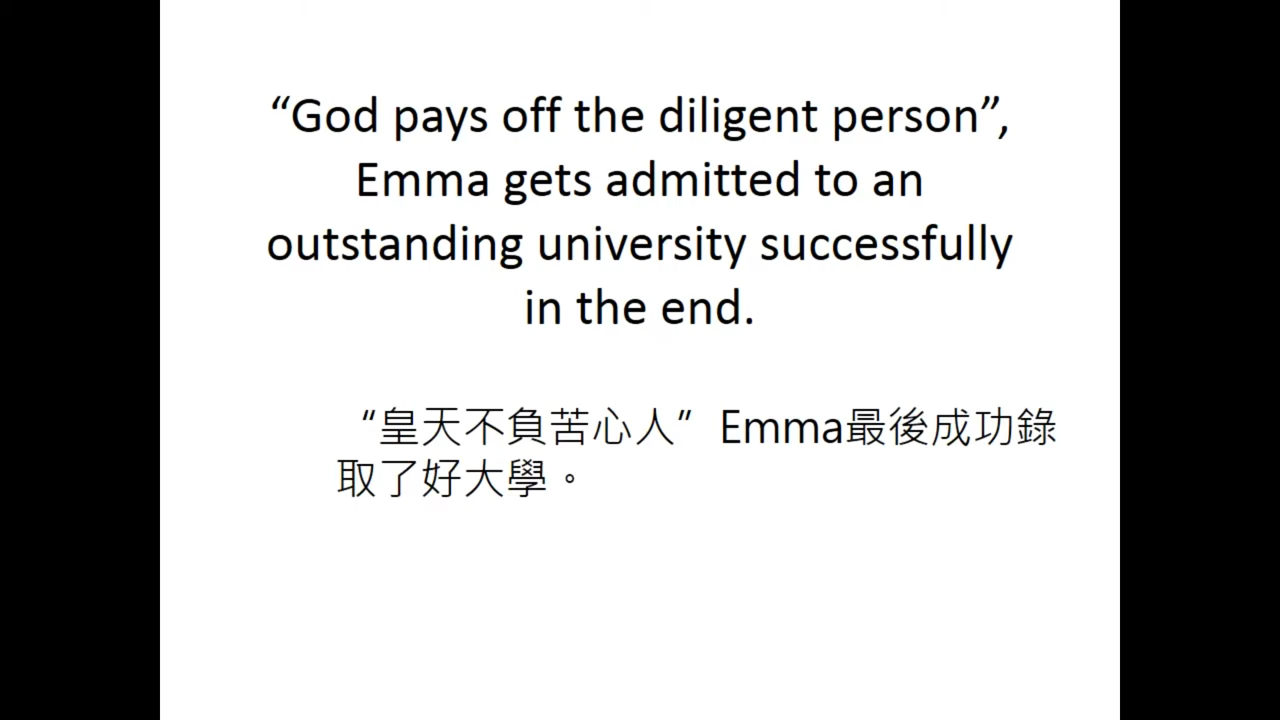 “God pays off the diligent person”,
Emma gets admitted to an
outstanding university successfully
in the end.
“皇天不負苦心人” Emma最後成功錄
取了好大學。